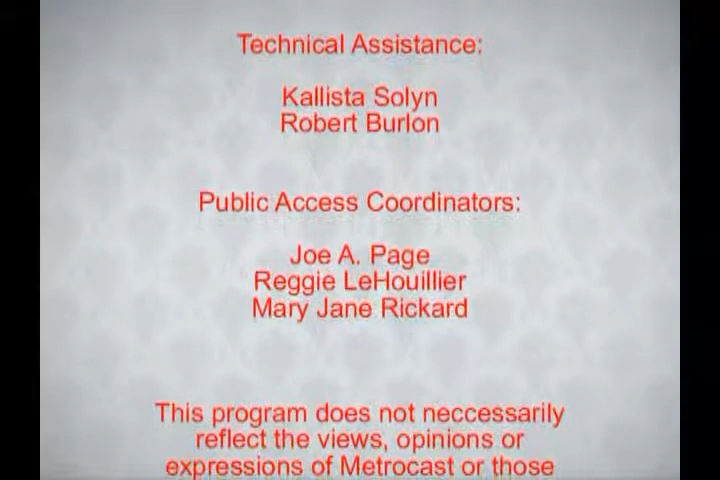 Technical Assistance:
Kallista Solyn
Robert Burlon
Public Access Coordinators:
Joe A. Page
Reggie LeHouillier
Mary Jane Rickard
This program does not neccessarily
reflect the views, opinions or
expressions of Metrocast or those